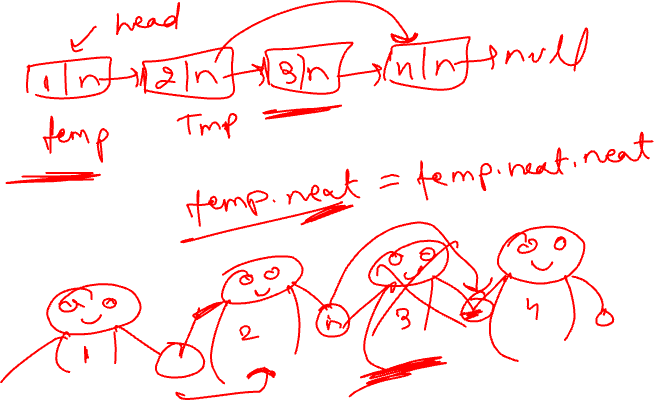 head
1 n 2 n 3 n n n null
temp Tmp
temp.neat = temp.neat.neat
1 2 n 3 4